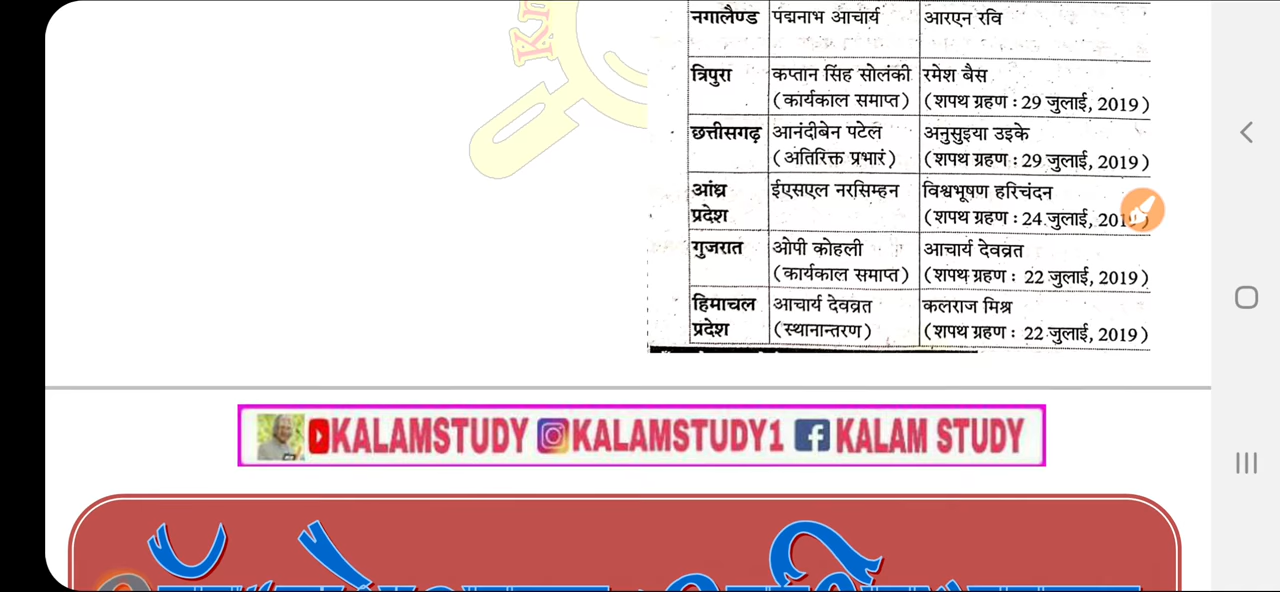 Kn
नगालैण्ड पद्मनाभ आचार्य आरएन रवि
त्रिपुरा कप्तान सिंह सोलंकी रमेश बैस
(कार्यकाल समाप्त) (शपथ ग्रहण : 29 जुलाई, 2019)
छत्तीसगढ़ आनंदीबेन पटेल अनुसुइया उइके
(अतिरिक्त प्रभार) (शपथ ग्रहण : 29 जुलाई, 2019)
आंध्र ईएसएल नरसिम्हन विश्वभूषण हरिचंदन
प्रदेश (शपथ ग्रहण : 24 जुलाई, 2019)
गुजरात ओपी कोहली आचार्य देवव्रत
(कार्यकाल समाप्त) (शपथ ग्रहण : 22 जुलाई, 2019)
हिमाचल आचार्य देवव्रत कलराज मिश्र
प्रदेश (स्थानान्तरण) (शपथ ग्रहण : 22 जुलाई, 2019)
KALAMSTUDY KALAMSTUDY1 KALAM STUDY